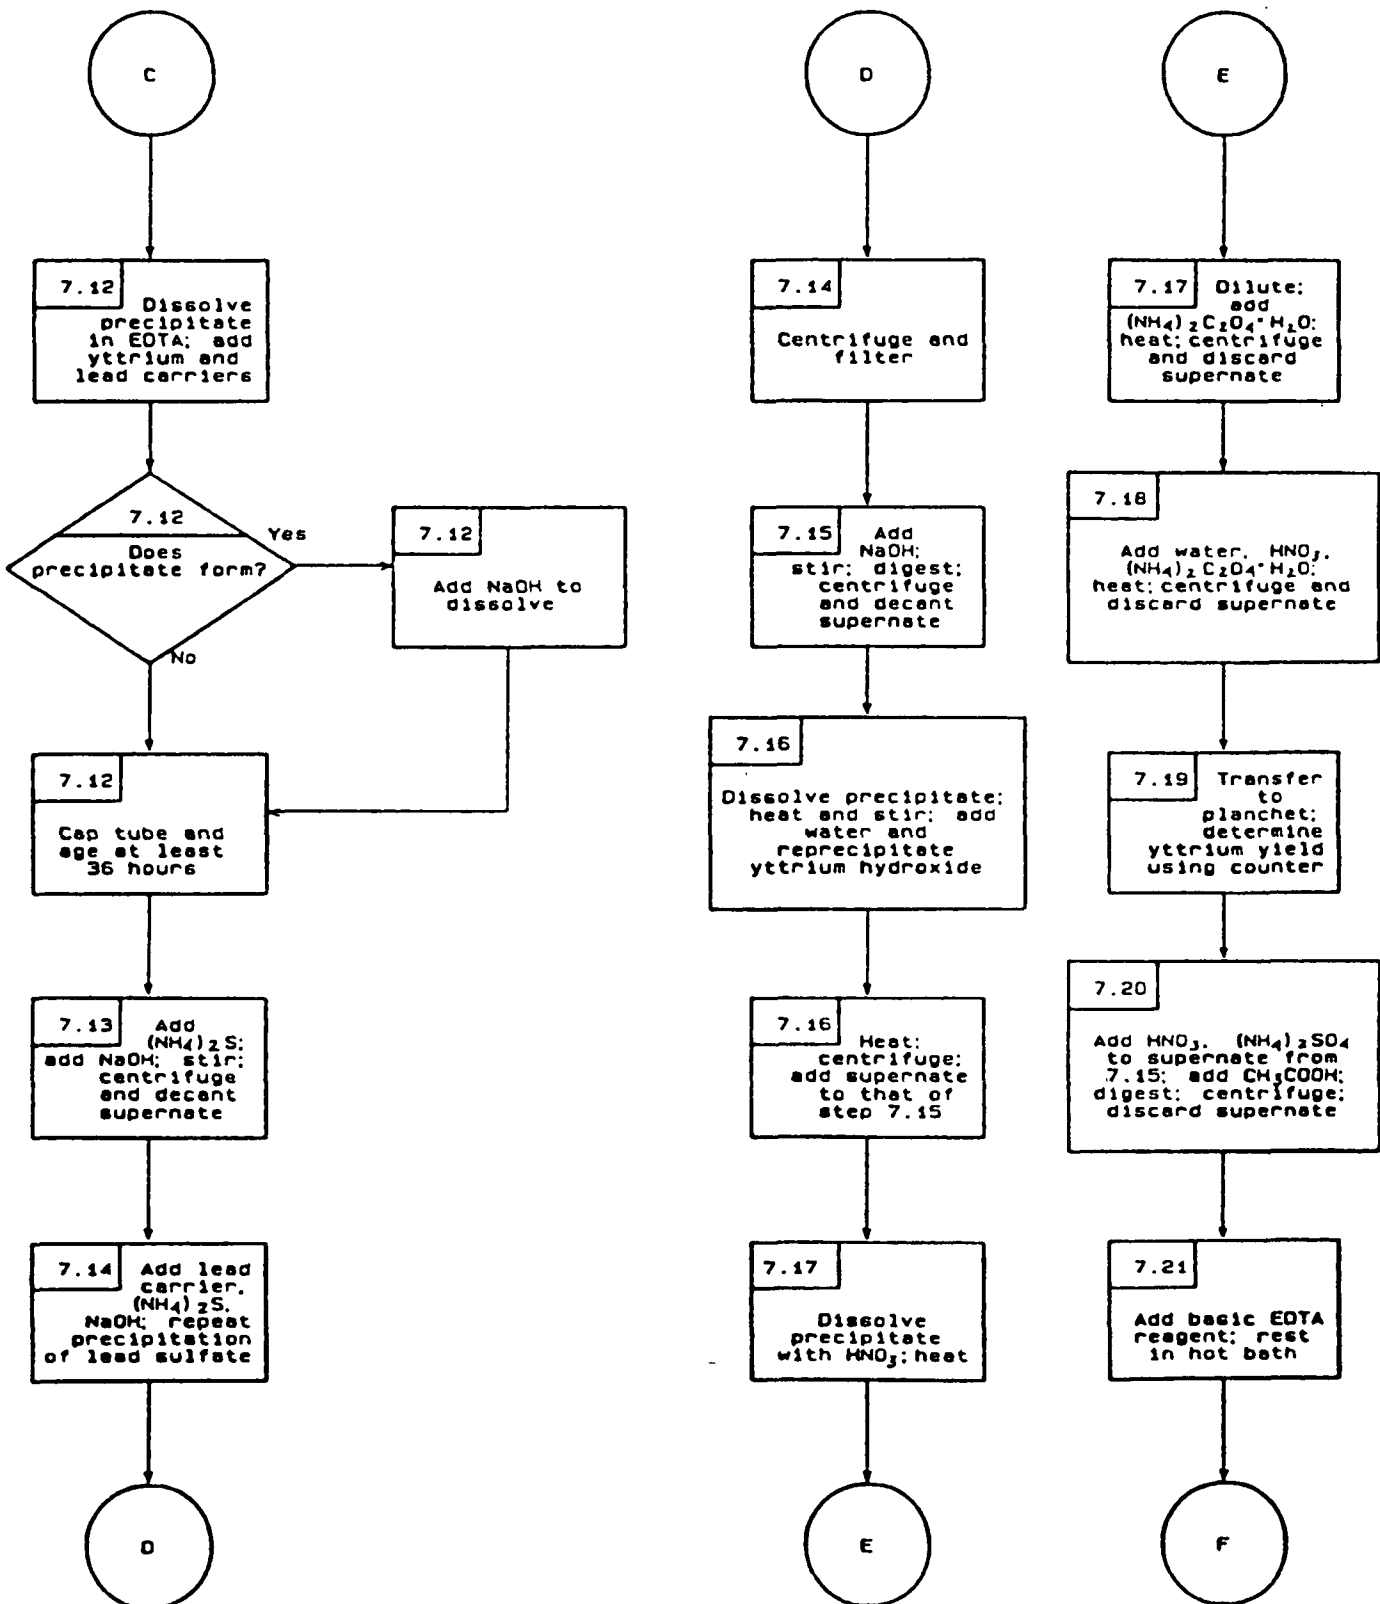 C
7.12
Dissolve
precipitate
in EDTA; add
yttrium and
lead carriers
7.12
Does
precipitate form?
Yes
No
7.12
Add NaOH to
dissolve
7.12
Cap tube and
age at least
36 hours
7.13 Add
(NH₄)₂S;
add NaOH; stir;
centrifuge
and decant
supernate
7.14 Add lead
carrier,
(NH₄)₂S,
NaOH; repeat
precipitation
of lead sulfate
D
D
7.14
Centrifuge and
filter
7.15 Add
NaOH;
stir; digest;
centrifuge
and decant
supernate
7.16
Dissolve precipitate;
heat and stir; add
water and
reprecipitate
yttrium hydroxide
7.16 Heat;
centrifuge;
add supernate
to that of
step 7.15
7.17
Dissolve
precipitate
with HNO₃; heat
E
E
7.17 Dilute;
add
(NH₄)₂C₂O₄·H₂O;
heat; centrifuge
and discard
supernate
7.18
Add water, HNO₃,
(NH₄)₂C₂O₄·H₂O;
heat; centrifuge and
discard supernate
7.19 Transfer
to
planchet;
determine
yttrium yield
using counter
7.20
Add HNO₃, (NH₄)₂SO₄
to supernate from
7.15; add CH₃COOH;
digest; centrifuge;
discard supernate
7.21
Add basic EDTA
reagent; rest
in hot bath
F